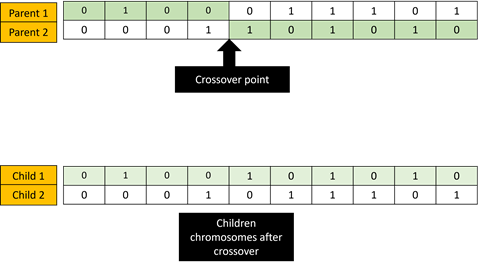 Parent 1 0 1 0 0 0 1 1 1 0 1
Parent 2 0 0 0 1 1 0 1 0 1 0
Crossover point
Child 1 0 1 0 0 1 0 1 0 1 0
Child 2 0 0 0 1 0 1 1 1 0 1
Children
chromosomes after
crossover